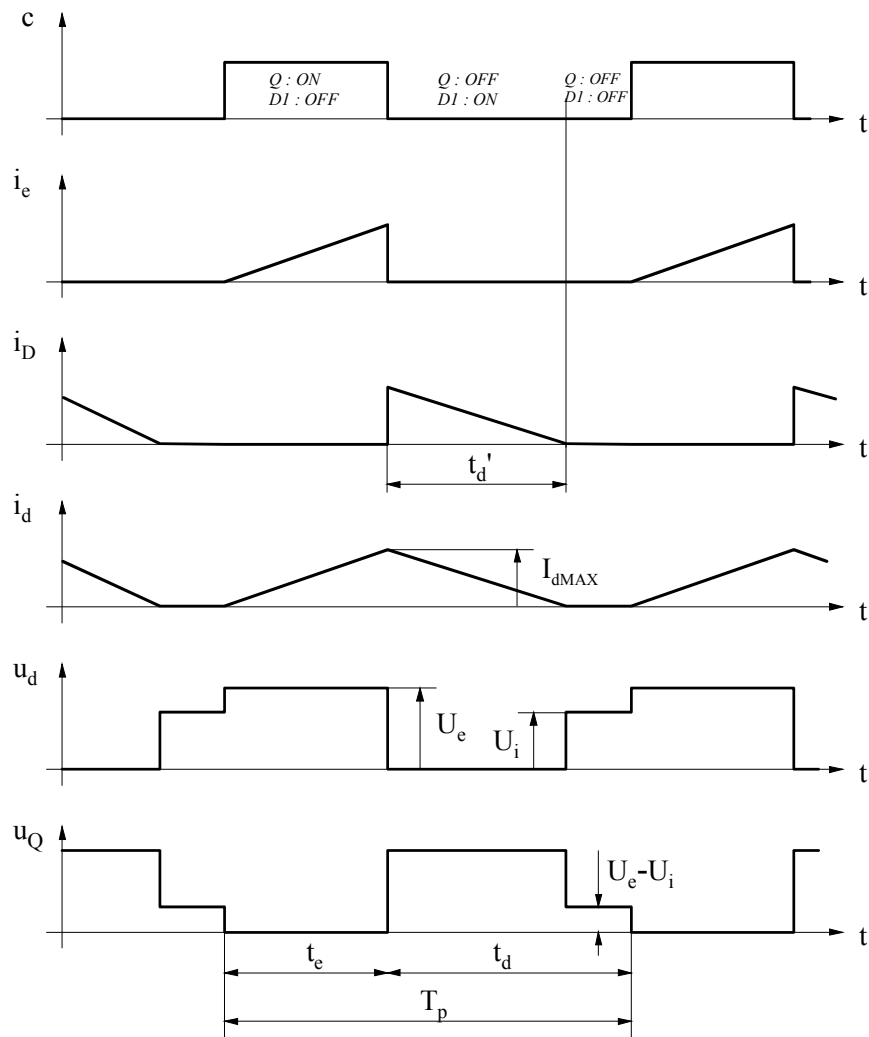 c
Q : ON
D1 : OFF
Q : OFF
D1 : ON
Q : OFF
D1 : OFF
t
i_e
t
i_D
t
t_d'
i_d
I_dMAX
t
u_d
U_e
U_i
t
u_Q
U_e-U_i
t
t_e
t_d
T_p